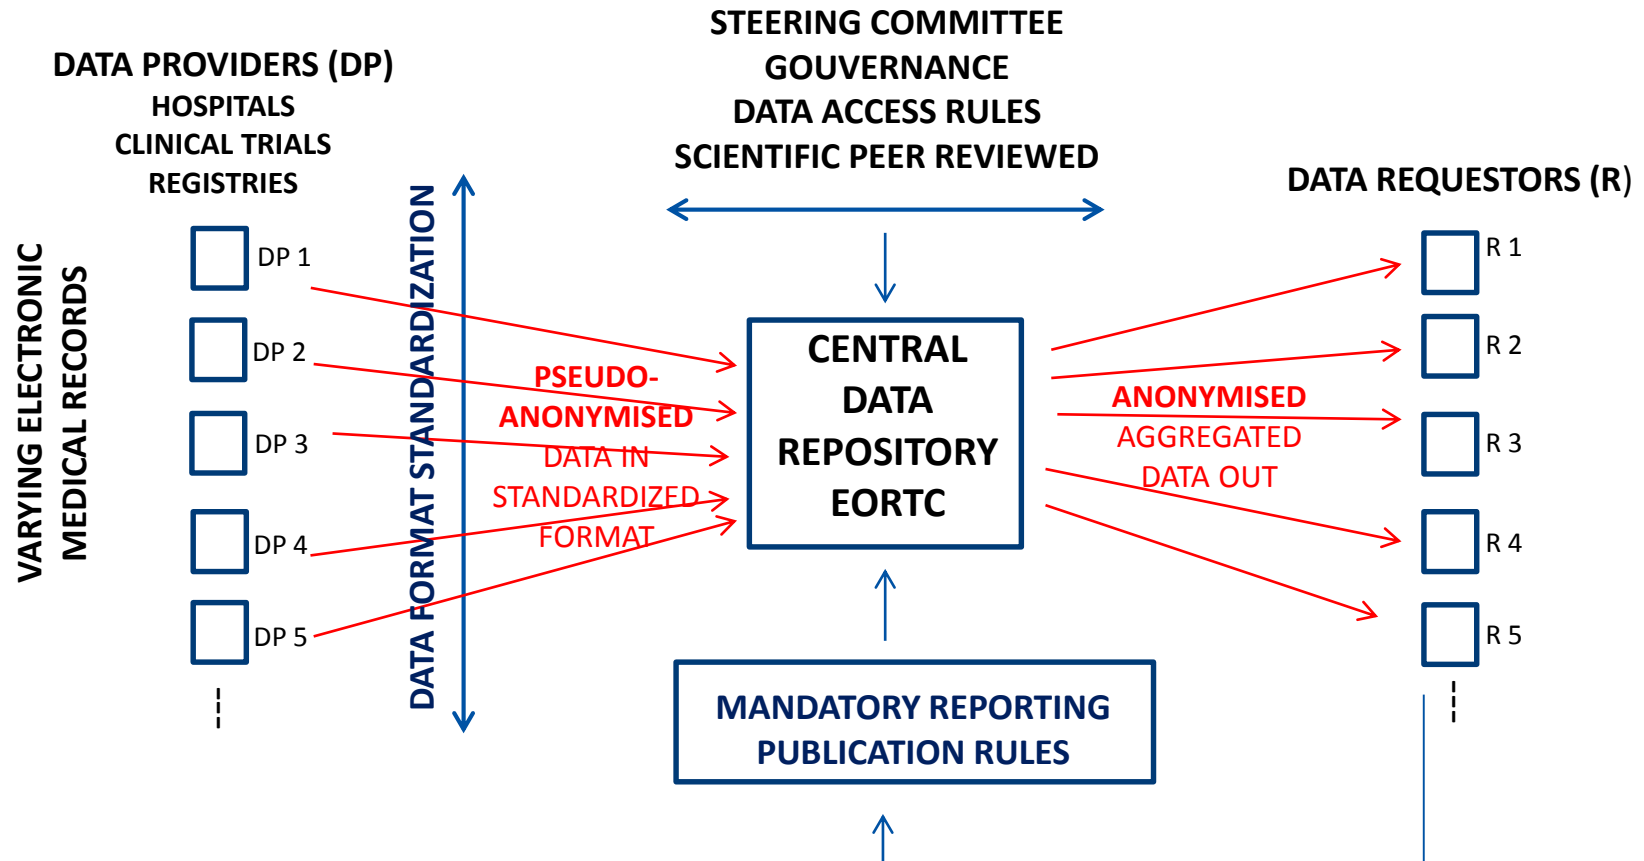 STEERING COMMITTEE
GOUVERNANCE
DATA ACCESS RULES
SCIENTIFIC PEER REVIEWED
DATA PROVIDERS (DP)
HOSPITALS
CLINICAL TRIALS
REGISTRIES
DATA REQUESTORS (R)
VARYING ELECTRONIC
MEDICAL RECORDS
DP 1
DP 2
DP 3
DP 4
DP 5
DATA FORMAT STANDARDIZATION
PSEUDO-
ANONYMISED
DATA IN
STANDARDIZED
FORMAT
CENTRAL
DATA
REPOSITORY
EORTC
ANONYMISED
AGGREGATED
DATA OUT
R 1
R 2
R 3
R 4
R 5
MANDATORY REPORTING
PUBLICATION RULES